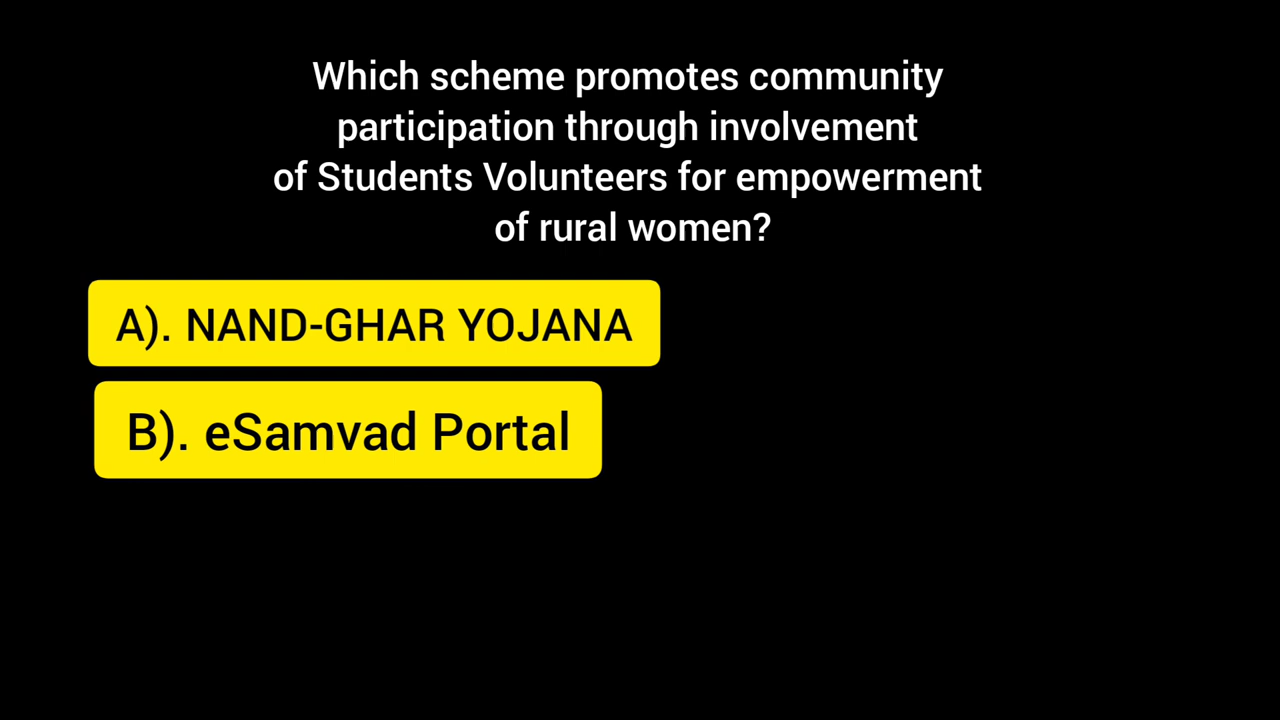 Which scheme promotes community
participation through involvement
of Students Volunteers for empowerment
of rural women?
A). NAND-GHAR YOJANA
B). eSamvad Portal